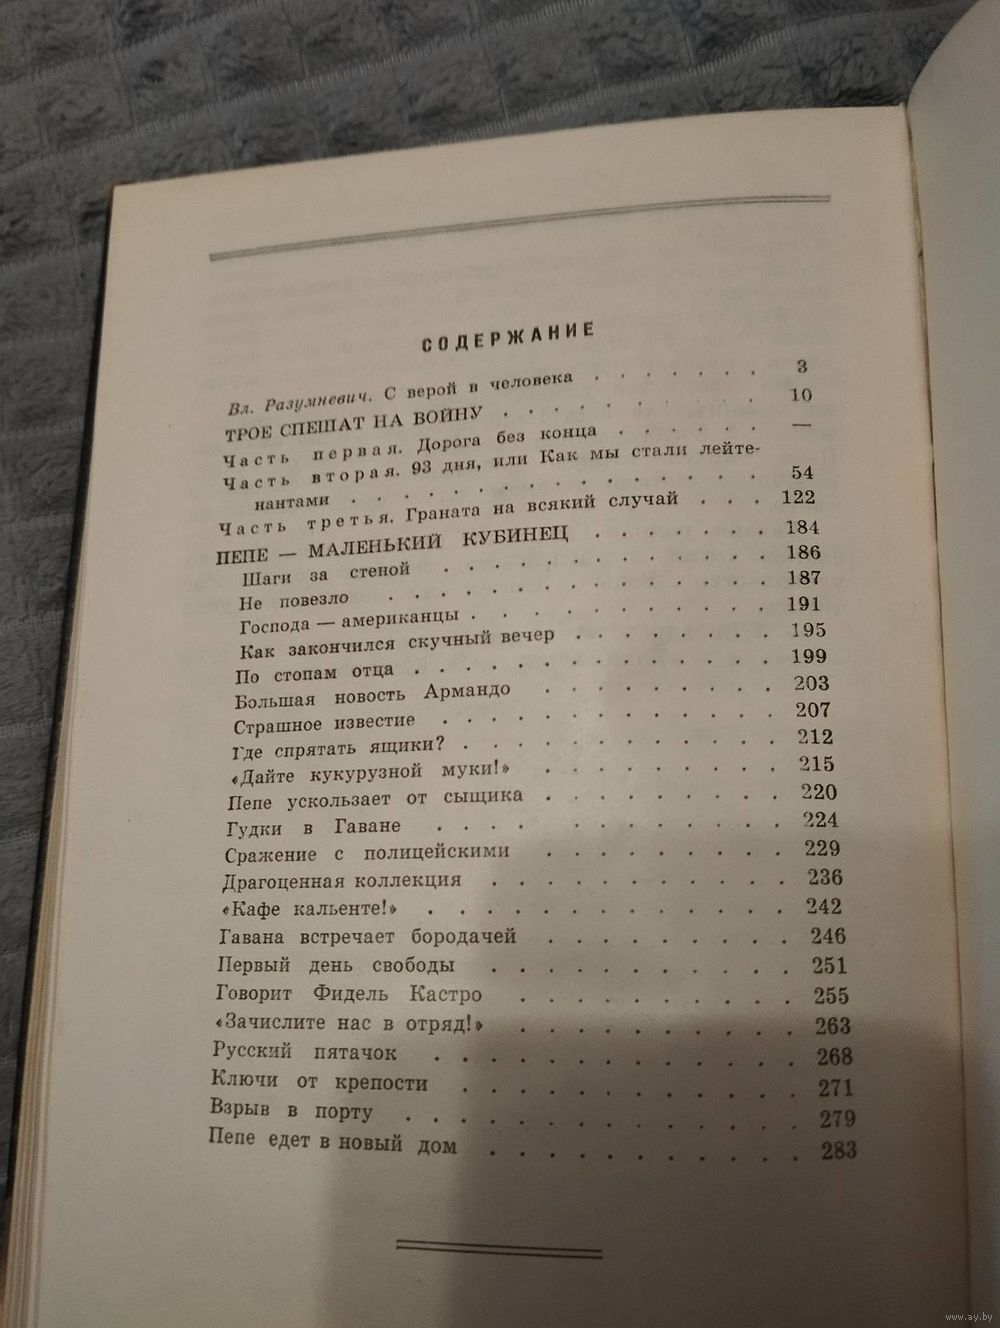 СОДЕРЖАНИЕ
Вл. Разумневич. С верой в человека . . . . . . . 3
ТРОЕ СПЕШАТ НА ВОЙНУ . . . . . . . . . . 10
Часть первая. Дорога без конца . . . . . . —
Часть вторая. 93 дня, или Как мы стали лейте-
нантами . . . . . . . . . . . . . . 54
Часть третья. Граната на всякий случай . . . 122
ПЕПЕ — МАЛЕНЬКИЙ КУБИНЕЦ . . . . . . . 184
Шаги за стеной . . . . . . . . . . . . 186
Не повезло . . . . . . . . . . . . . . 187
Господа — американцы . . . . . . . . . . . 191
Как закончился скучный вечер . . . . . . . . 195
По стопам отца . . . . . . . . . . . . . 199
Большая новость Армандо . . . . . . . . . 203
Страшное известие . . . . . . . . . . . . 207
Где спрятать ящики? . . . . . . . . . . . . 212
«Дайте кукурузной муки!» . . . . . . . . . 215
Пепе ускользает от сыщика . . . . . . . . . 220
Гудки в Гаване . . . . . . . . . . . . 224
Сражение с полицейскими . . . . . . . . . 229
Драгоценная коллекция . . . . . . . . . . . 236
«Кафе кальенте!» . . . . . . . . . . . . . 242
Гавана встречает бородачей . . . . . . . . . 246
Первый день свободы . . . . . . . . . . . 251
Говорит Фидель Кастро . . . . . . . . . . 255
«Зачислите нас в отряд!» . . . . . . . . . . 263
Русский пятачок . . . . . . . . . . . . . 268
Ключи от крепости . . . . . . . . . . . . 271
Взрыв в порту . . . . . . . . . . . . . . 279
Пепе едет в новый дом . . . . . . . . . . . 283
www.ay.by